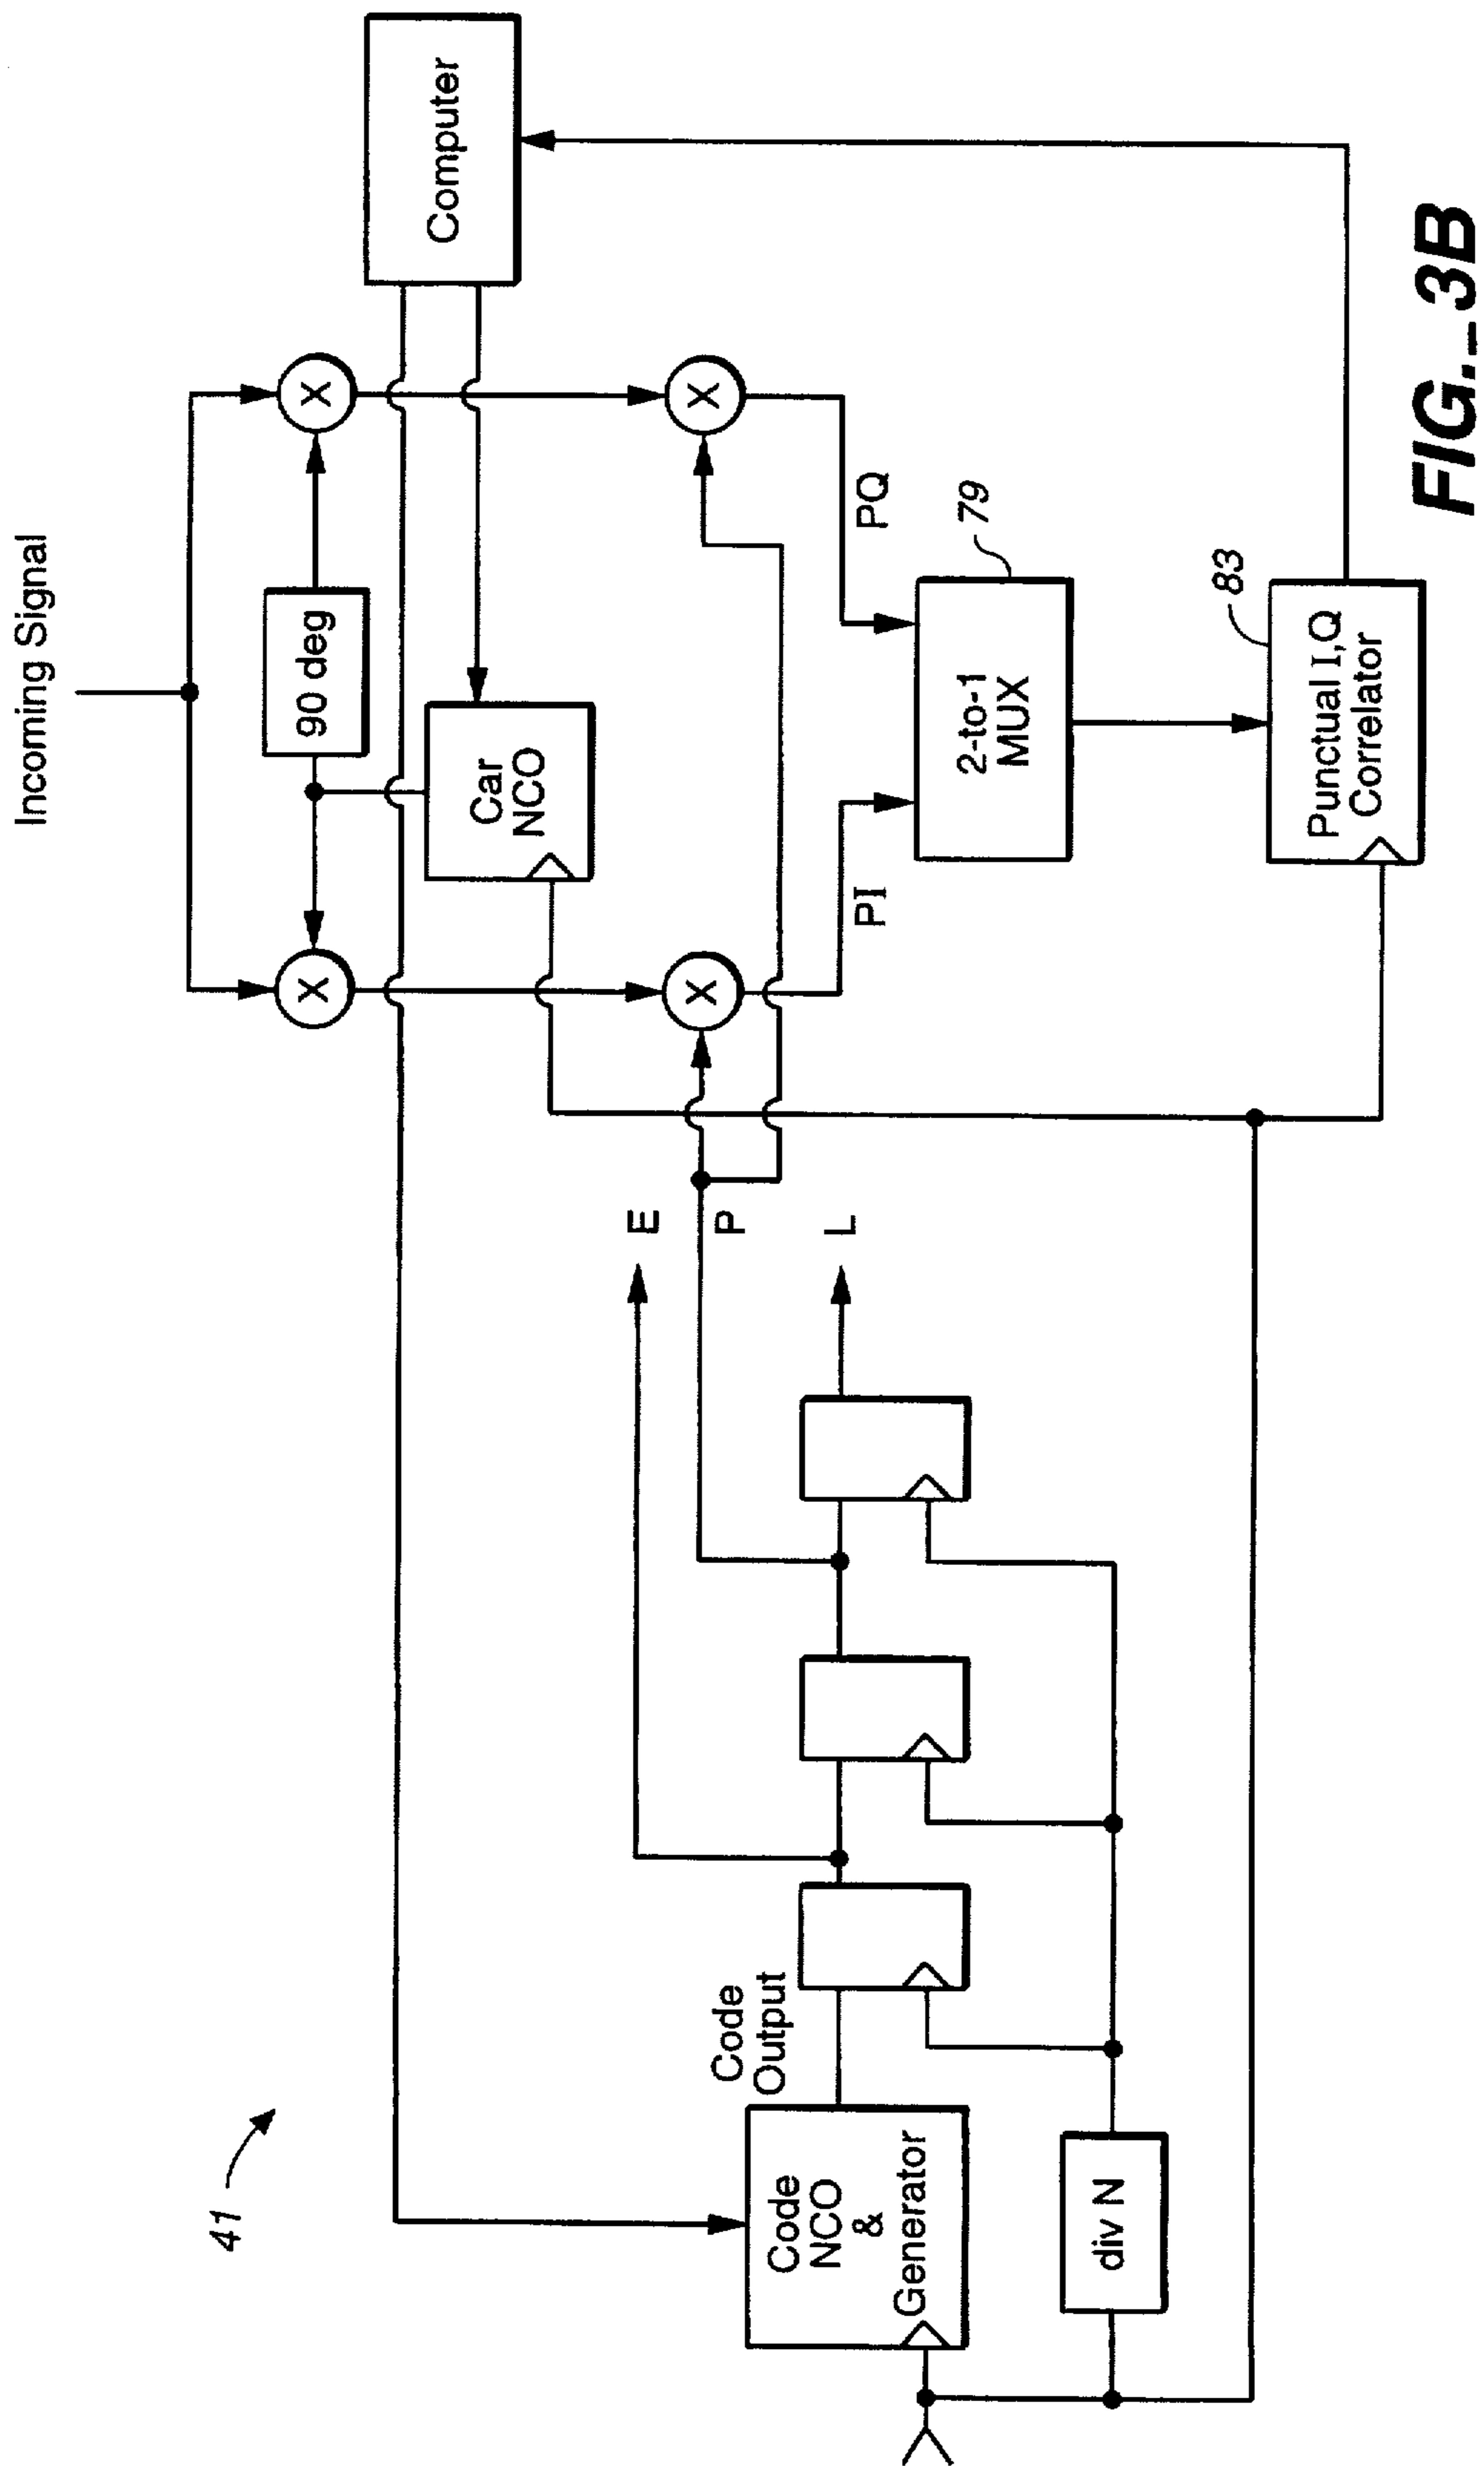 Incoming Signal
X
90 deg
X
Computer
Car
NCO
X
X
PI
PQ
2-to-1
MUX
79
Punctual I,Q
Correlator
83
41
E
P
L
Code
Output
Code
NCO
&
Generator
div N
FIG._3B